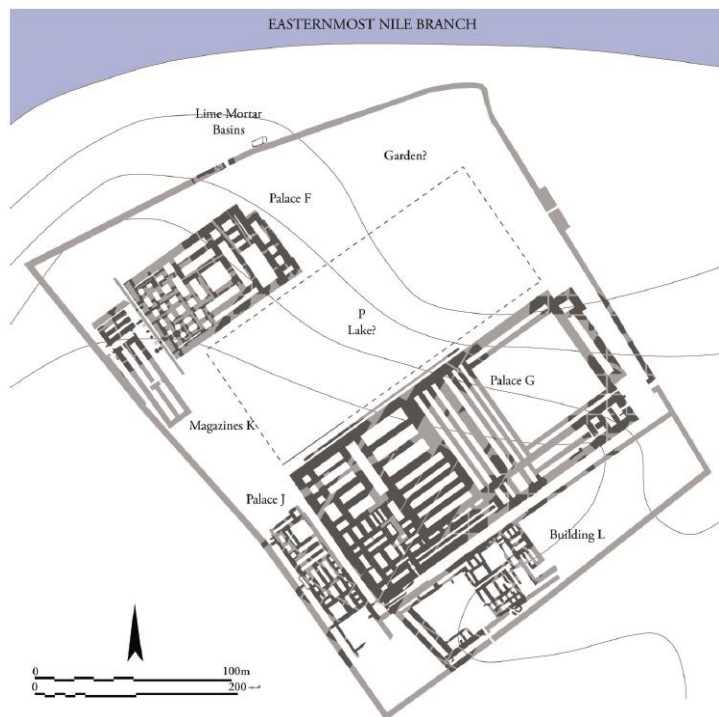 EASTERNMOST NILE BRANCH
Lime Mortar
Basins
Garden?
Palace F
P
Lake?
Palace G
Magazines K
Palace J
Building L
0 100m
0 200